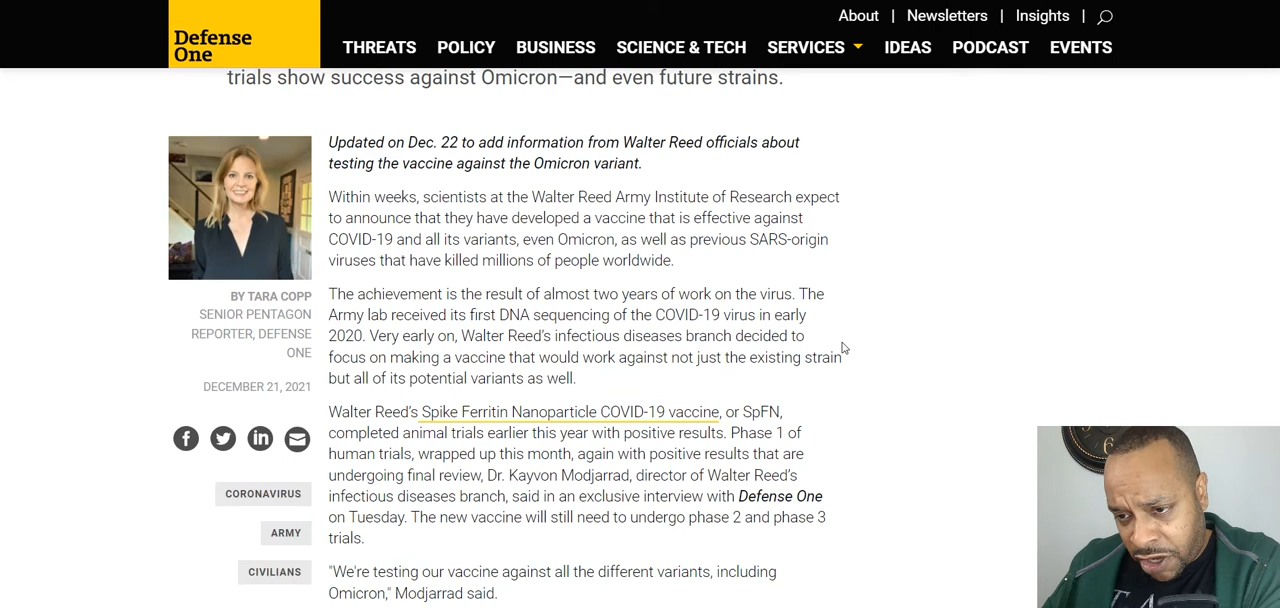 About | Newsletters | Insights |
Defense
One
THREATS POLICY BUSINESS SCIENCE & TECH SERVICES IDEAS PODCAST EVENTS
trials show success against Omicron—and even future strains.
Updated on Dec. 22 to add information from Walter Reed officials about
testing the vaccine against the Omicron variant.
Within weeks, scientists at the Walter Reed Army Institute of Research expect
to announce that they have developed a vaccine that is effective against
COVID-19 and all its variants, even Omicron, as well as previous SARS-origin
viruses that have killed millions of people worldwide.
BY TARA COPP
SENIOR PENTAGON
REPORTER, DEFENSE
ONE
DECEMBER 21, 2021
The achievement is the result of almost two years of work on the virus. The
Army lab received its first DNA sequencing of the COVID-19 virus in early
2020. Very early on, Walter Reed's infectious diseases branch decided to
focus on making a vaccine that would work against not just the existing strain
but all of its potential variants as well.
Walter Reed's Spike Ferritin Nanoparticle COVID-19 vaccine, or SpFN,
completed animal trials earlier this year with positive results. Phase 1 of
human trials, wrapped up this month, again with positive results that are
undergoing final review, Dr. Kayvon Modjarrad, director of Walter Reed's
infectious diseases branch, said in an exclusive interview with Defense One
on Tuesday. The new vaccine will still need to undergo phase 2 and phase 3
trials.
CORONAVIRUS
ARMY
CIVILIANS
"We're testing our vaccine against all the different variants, including
Omicron," Modjarrad said.